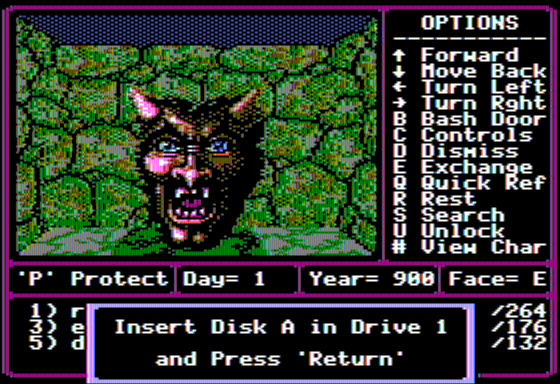 OPTIONS
------------
↑ Forward
↓ Move Back
← Turn Left
→ Turn Rght
B Bash Door
C Controls
D Dismiss
E Exchange
Q Quick Ref
R Rest
S Search
U Unlock
# View Char
'P' Protect Day= 1 Year= 900 Face= E
1) r /264
3) e /176
5) d /132
Insert Disk A in Drive 1
and Press 'Return'